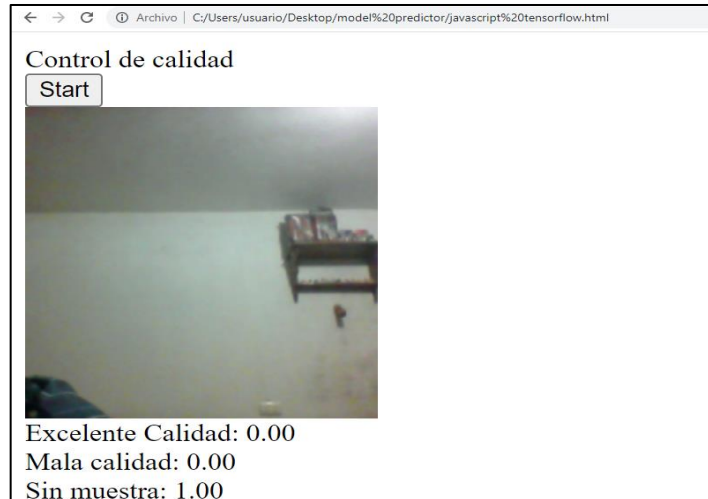 Archivo | C:/Users/usuario/Desktop/model%20predictor/javascript%20tensorflow.html
Control de calidad
Start
Excelente Calidad: 0.00
Mala calidad: 0.00
Sin muestra: 1.00